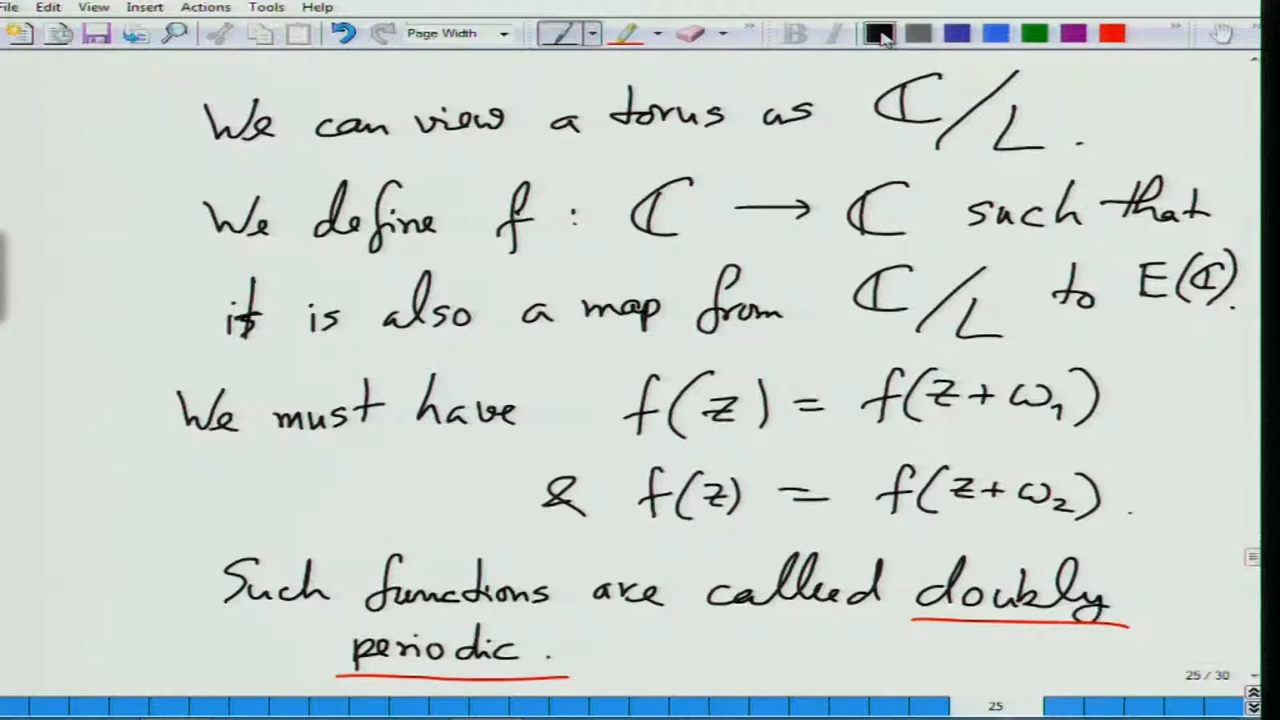 File Edit View Insert Actions Tools Help
Page Width
We can view a torus as ℂ/L.
We define f : ℂ → ℂ such that
it is also a map from ℂ/L to E(ℂ).
We must have f(z) = f(z+ω₁)
& f(z) = f(z+ω₂).
Such functions are called doubly
periodic.
25 / 30
25